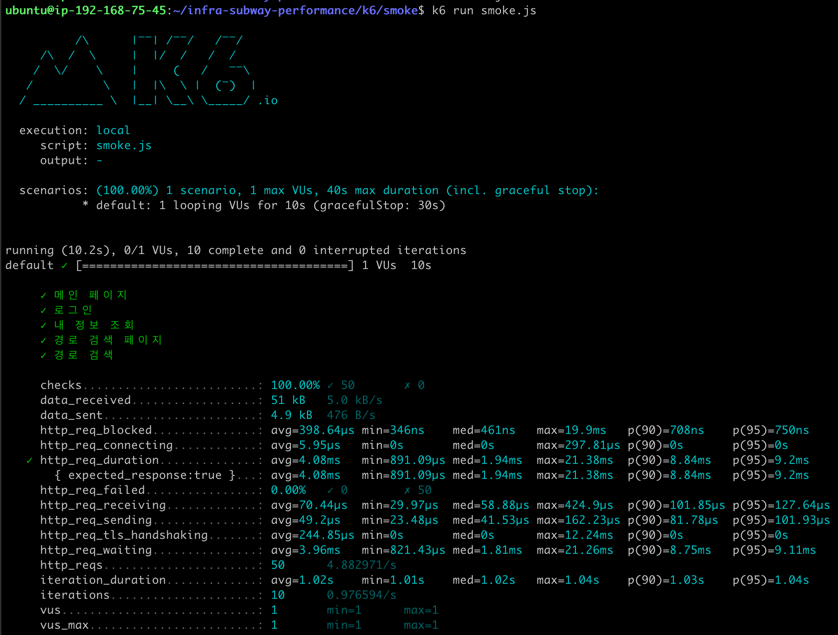 ubuntu@ip-192-168-75-45:~/infra-subway-performance/k6/smoke$ k6 run smoke.js
          /\      |‾‾| /‾‾/   /‾‾/
     /\  /  \     |  |/  /   /  /
    /  \/    \    |     (   /   ‾‾\
   /          \   |  |\  \ |  (‾)  |
  / __________ \  |__| \__\ \_____/ .io
execution: local
script: smoke.js
output: -
scenarios: (100.00%) 1 scenario, 1 max VUs, 40s max duration (incl. graceful stop):
* default: 1 looping VUs for 10s (gracefulStop: 30s)
running (10.2s), 0/1 VUs, 10 complete and 0 interrupted iterations
default ✓ [======================================] 1 VUs  10s
✓ 메인 페이지
✓ 로그인
✓ 내 정보 조회
✓ 경로 검색 페이지
✓ 경로 검색
checks.........................: 100.00% ✓ 50 ✗ 0
data_received..................: 51 kB 5.0 kB/s
data_sent......................: 4.9 kB 476 B/s
http_req_blocked...............: avg=398.64µs min=346ns med=461ns max=19.9ms p(90)=708ns p(95)=750ns
http_req_connecting............: avg=5.95µs min=0s med=0s max=297.81µs p(90)=0s p(95)=0s
✓ http_req_duration..............: avg=4.08ms min=891.09µs med=1.94ms max=21.38ms p(90)=8.84ms p(95)=9.2ms
{ expected_response:true }...: avg=4.08ms min=891.09µs med=1.94ms max=21.38ms p(90)=8.84ms p(95)=9.2ms
http_req_failed................: 0.00% ✓ 0 ✗ 50
http_req_receiving.............: avg=70.44µs min=29.97µs med=58.88µs max=424.9µs p(90)=101.85µs p(95)=127.64µs
http_req_sending...............: avg=49.2µs min=23.48µs med=41.53µs max=162.23µs p(90)=81.78µs p(95)=101.93µs
http_req_tls_handshaking.......: avg=244.85µs min=0s med=0s max=12.24ms p(90)=0s p(95)=0s
http_req_waiting...............: avg=3.96ms min=821.43µs med=1.81ms max=21.26ms p(90)=8.75ms p(95)=9.11ms
http_reqs......................: 50 4.882971/s
iteration_duration.............: avg=1.02s min=1.01s med=1.02s max=1.04s p(90)=1.03s p(95)=1.04s
iterations.....................: 10 0.976594/s
vus............................: 1 min=1 max=1
vus_max........................: 1 min=1 max=1